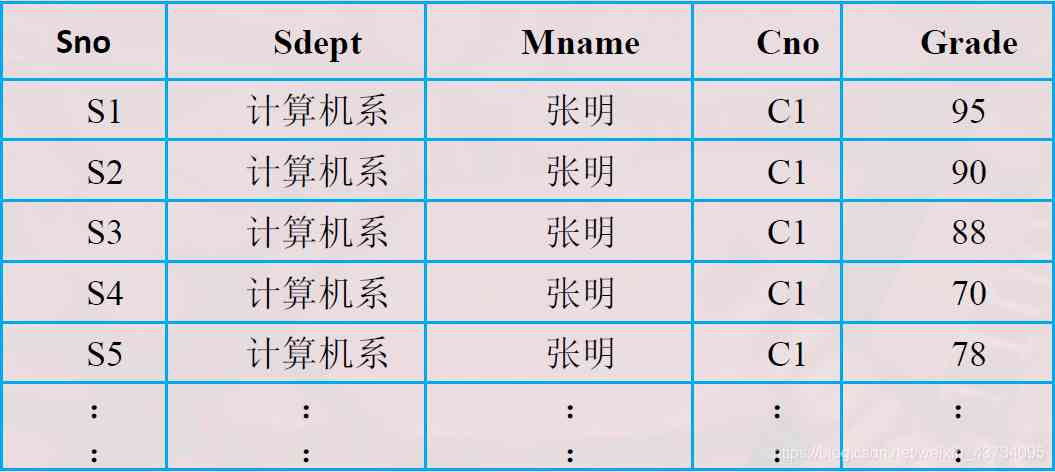 Sno Sdept Mname Cno Grade
S1 计算机系 张明 C1 95
S2 计算机系 张明 C1 90
S3 计算机系 张明 C1 88
S4 计算机系 张明 C1 70
S5 计算机系 张明 C1 78
: : : : :
: : : : :
https://blog.csdn.net/weixin_43734095